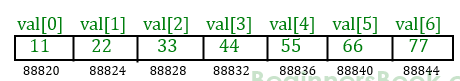 val[0] val[1] val[2] val[3] val[4] val[5] val[6]
11 22 33 44 55 66 77
88820 88824 88828 88832 88836 88840 88844
BeginnersBook.c